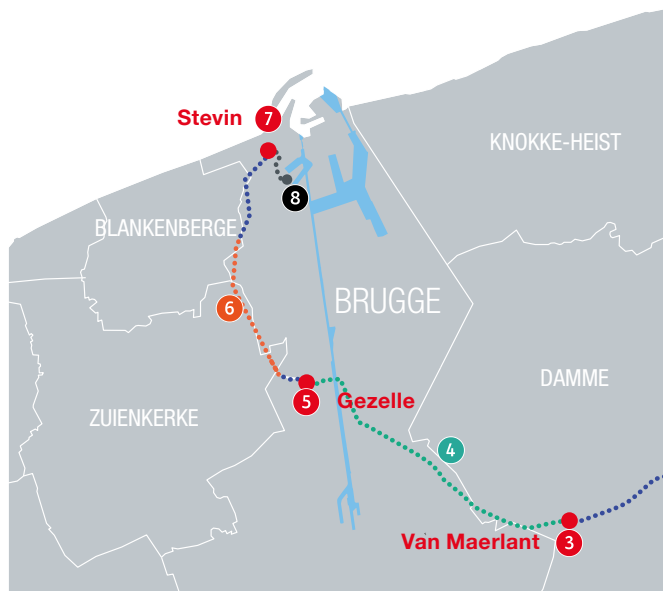 Stevin 7
KNOKKE-HEIST
8
BLANKENBERGE
6
BRUGGE
DAMME
5 Gezelle
ZUIENKERKE
4
Van Maerlant 3